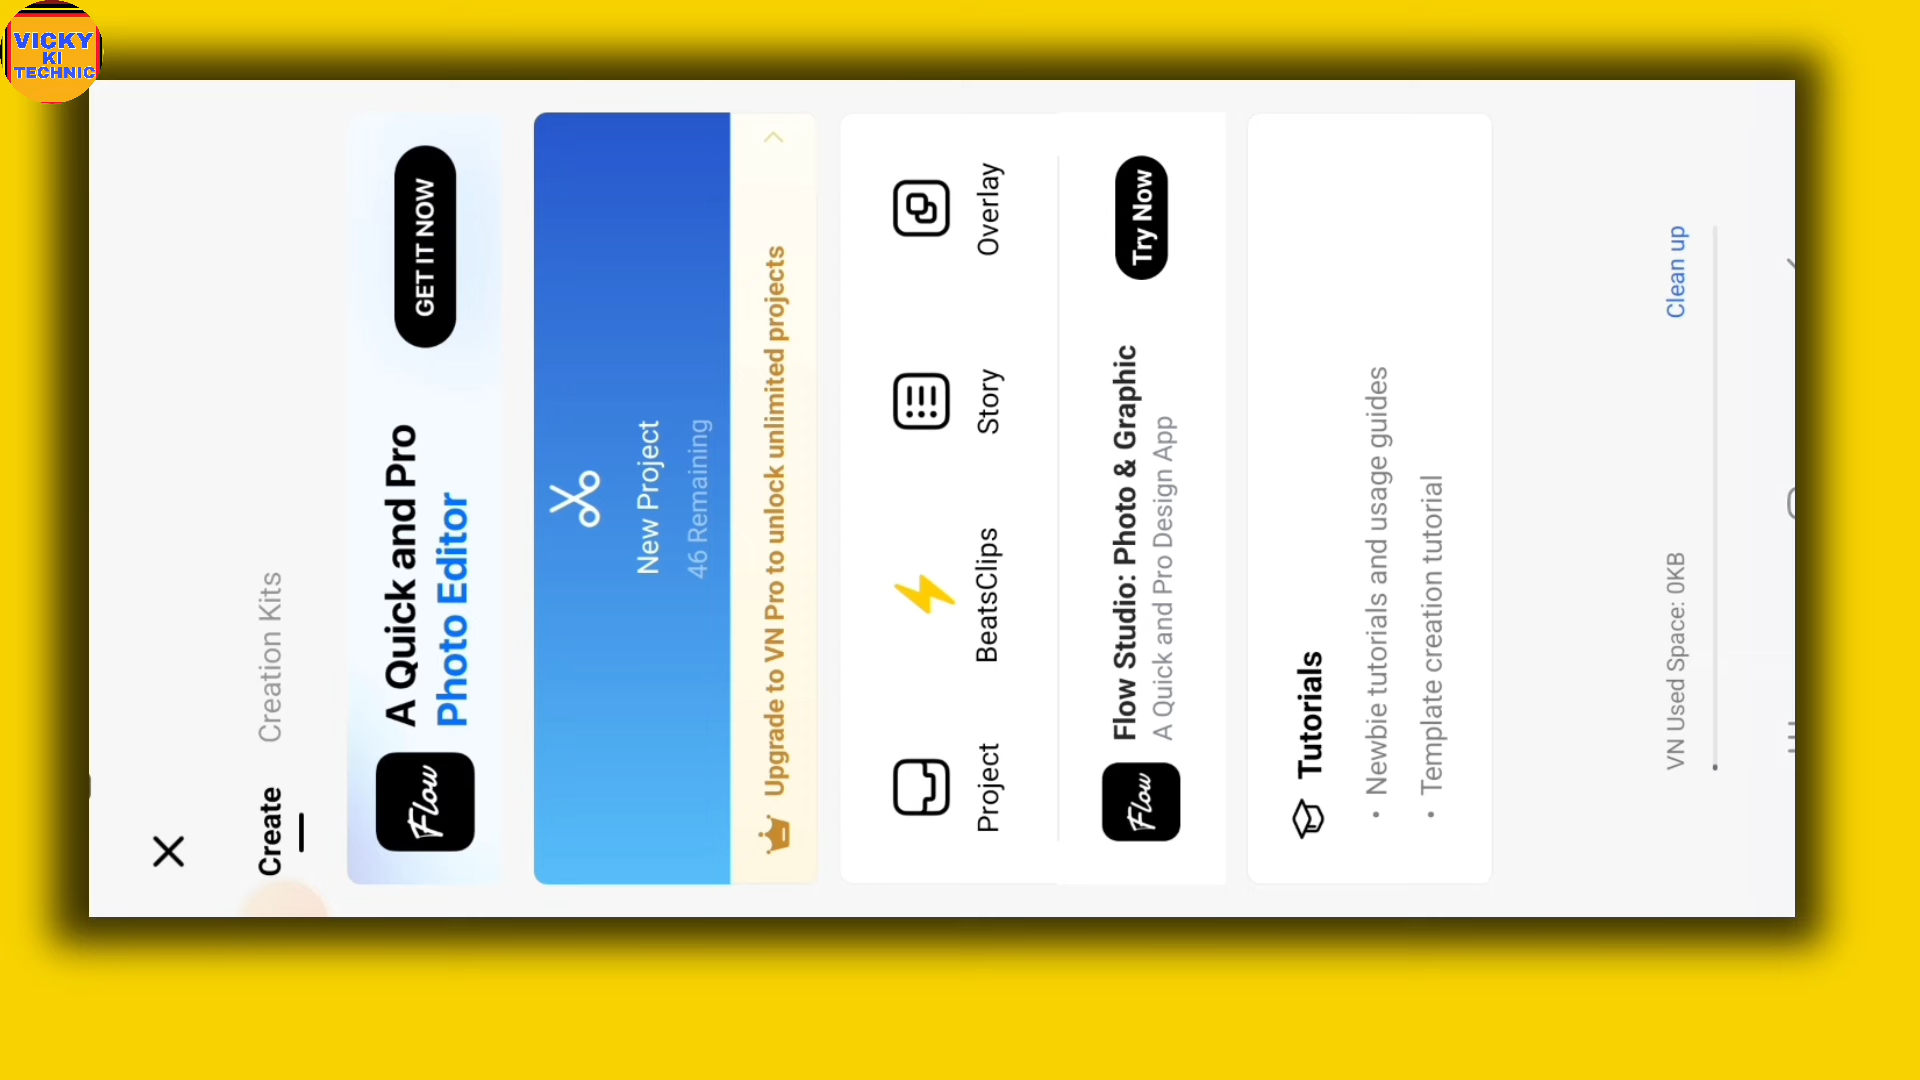 VICKY
KI
TECHNIC
Create
Creation Kits
Flow
A Quick and Pro
Photo Editor
GET IT NOW
New Project
46 Remaining
Upgrade to VN Pro to unlock unlimited projects
Project
BeatsClips
Story
Overlay
Flow
Flow Studio: Photo & Graphic
A Quick and Pro Design App
Try Now
Tutorials
• Newbie tutorials and usage guides
• Template creation tutorial
VN Used Space: 0KB
Clean up